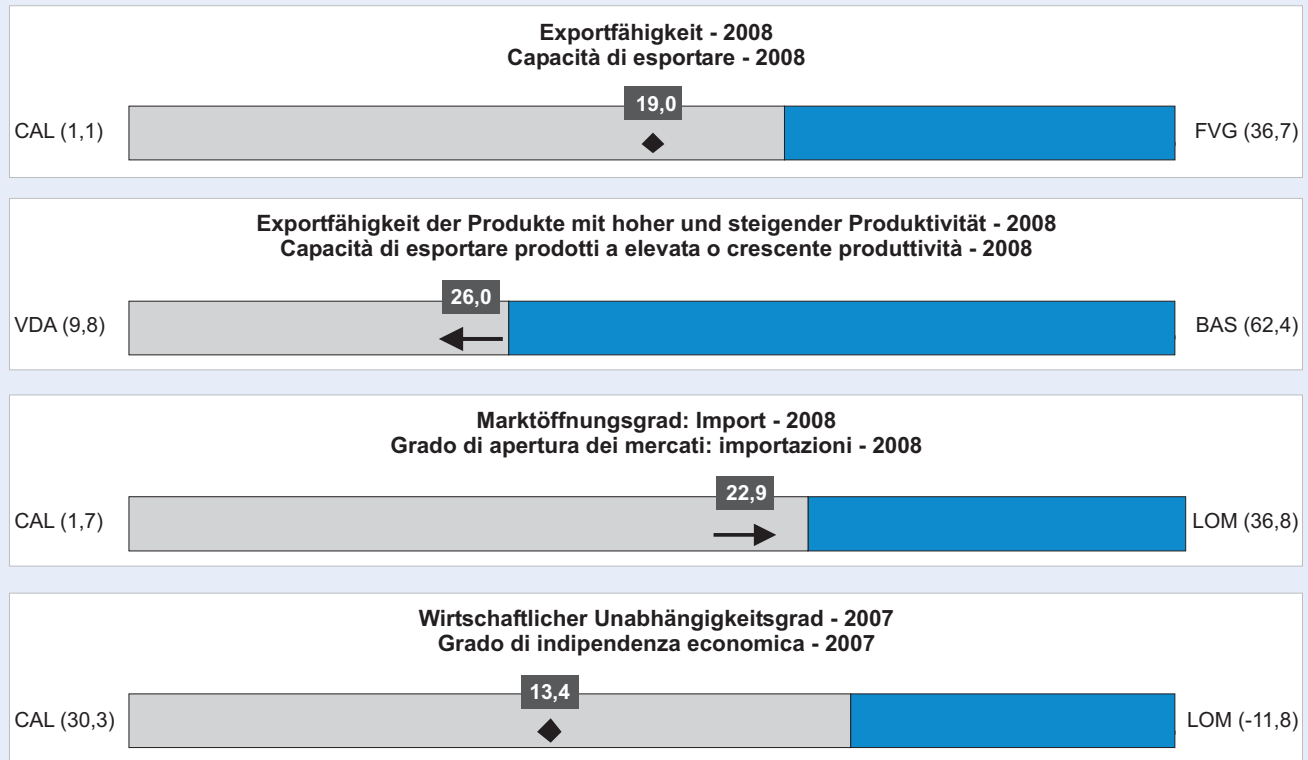 Exportfähigkeit - 2008
Capacità di esportare - 2008
19,0
CAL (1,1)
FVG (36,7)
Exportfähigkeit der Produkte mit hoher und steigender Produktivität - 2008
Capacità di esportare prodotti a elevata o crescente produttività - 2008
26,0
VDA (9,8)
BAS (62,4)
Marktöffnungsgrad: Import - 2008
Grado di apertura dei mercati: importazioni - 2008
22,9
CAL (1,7)
LOM (36,8)
Wirtschaftlicher Unabhängigkeitsgrad - 2007
Grado di indipendenza economica - 2007
13,4
CAL (30,3)
LOM (-11,8)